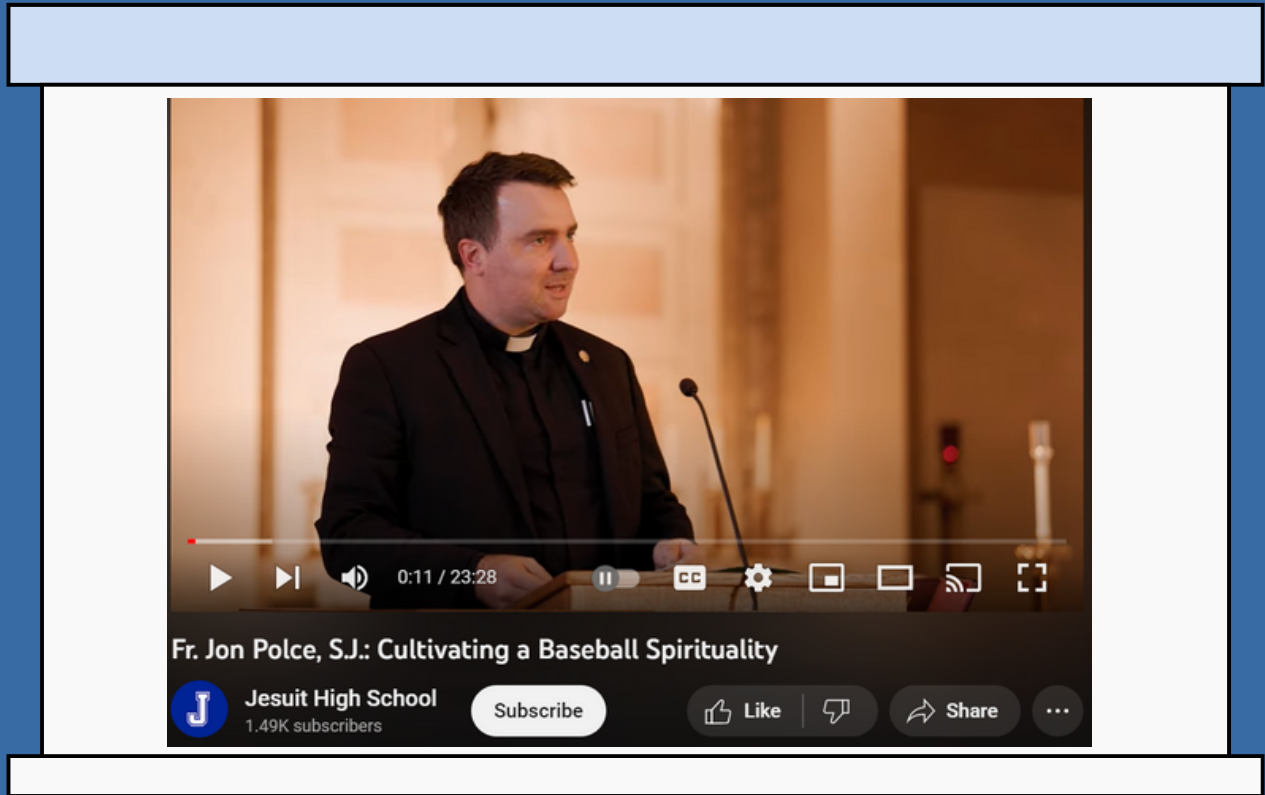 0:11 / 23:28
CC
Fr. Jon Polce, S.J.: Cultivating a Baseball Spirituality
J
Jesuit High School
1.49K subscribers
Subscribe
Like
Share